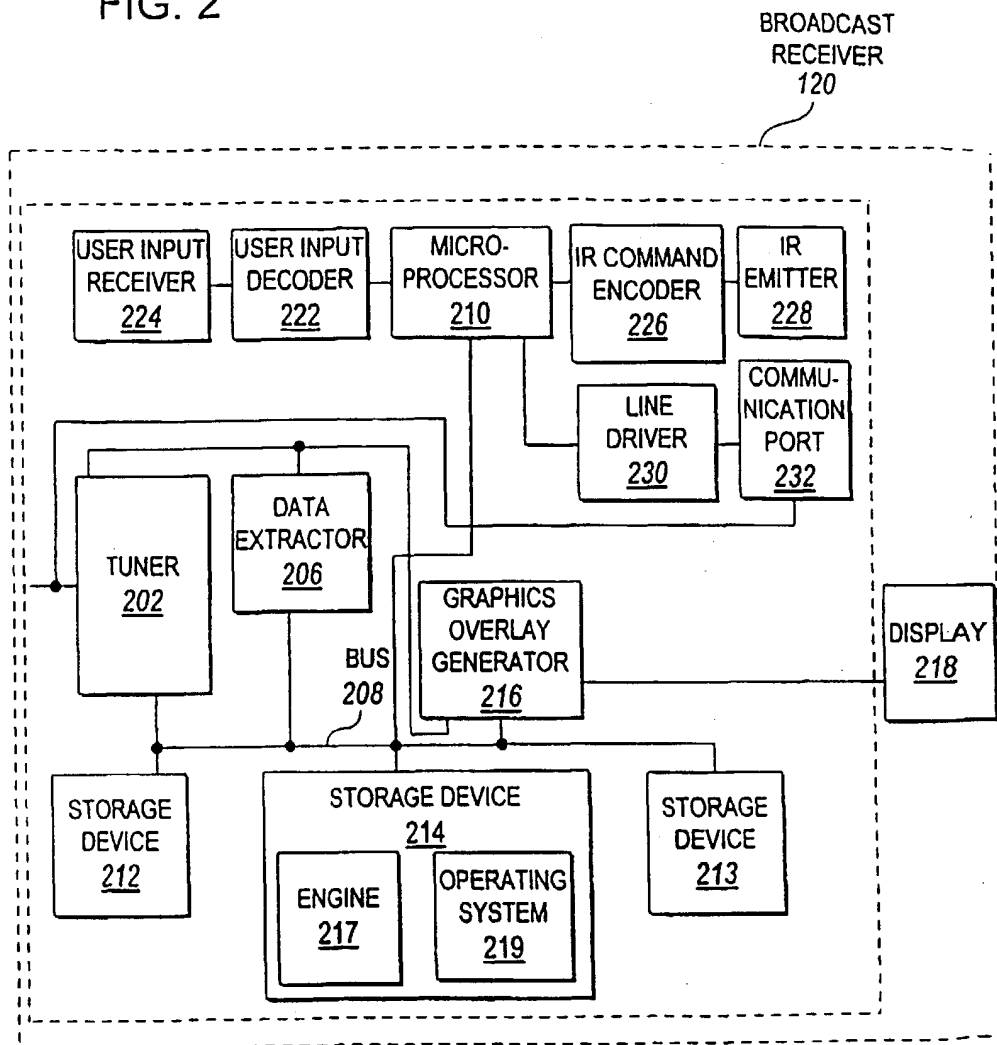 FIG. 2
BROADCAST
RECEIVER
120
USER INPUT
RECEIVER
224
USER INPUT
DECODER
222
MICRO-
PROCESSOR
210
IR COMMAND
ENCODER
226
IR
EMITTER
228
LINE
DRIVER
230
COMMU-
NICATION
PORT
232
TUNER
202
DATA
EXTRACTOR
206
GRAPHICS
OVERLAY
GENERATOR
216
DISPLAY
218
BUS
208
STORAGE
DEVICE
212
STORAGE DEVICE
214
ENGINE
217
OPERATING
SYSTEM
219
STORAGE
DEVICE
213